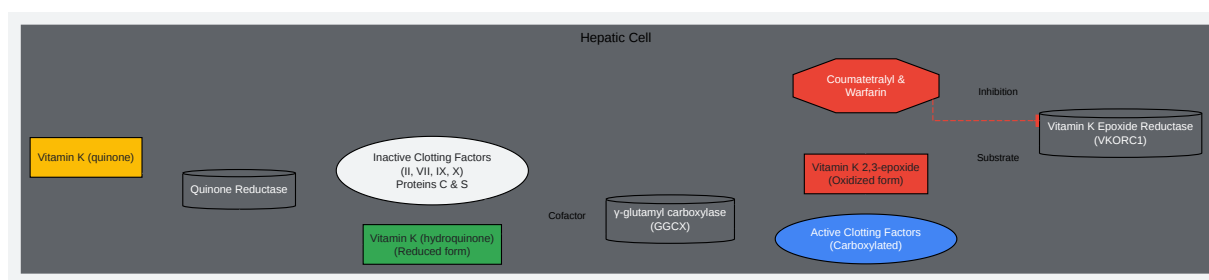 Hepatic Cell
Vitamin K (quinone)
Quinone Reductase
Inactive Clotting Factors
(II, VII, IX, X)
Proteins C & S
Vitamin K (hydroquinone)
(Reduced form)
Cofactor
γ-glutamyl carboxylase
(GGCX)
Coumatetralyl &
Warfarin
Inhibition
Vitamin K Epoxide Reductase
(VKORC1)
Substrate
Vitamin K 2,3-epoxide
(Oxidized form)
Active Clotting Factors
(Carboxylated)